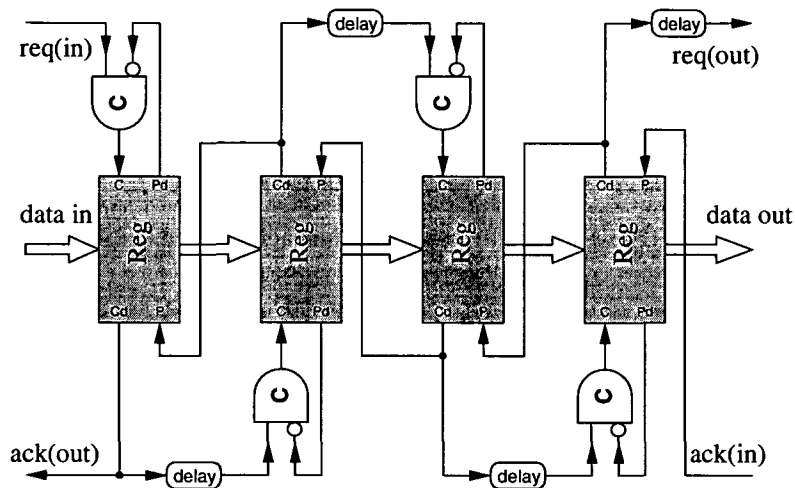 delay
delay
req(in)
req(out)
C
C
C Pd
Cd P
C Pd
Cd P
data in
Reg
Reg
Reg
Reg
data out
Cd P
C Pd
Cd P
C Pd
C
C
ack(out)
delay
delay
ack(in)